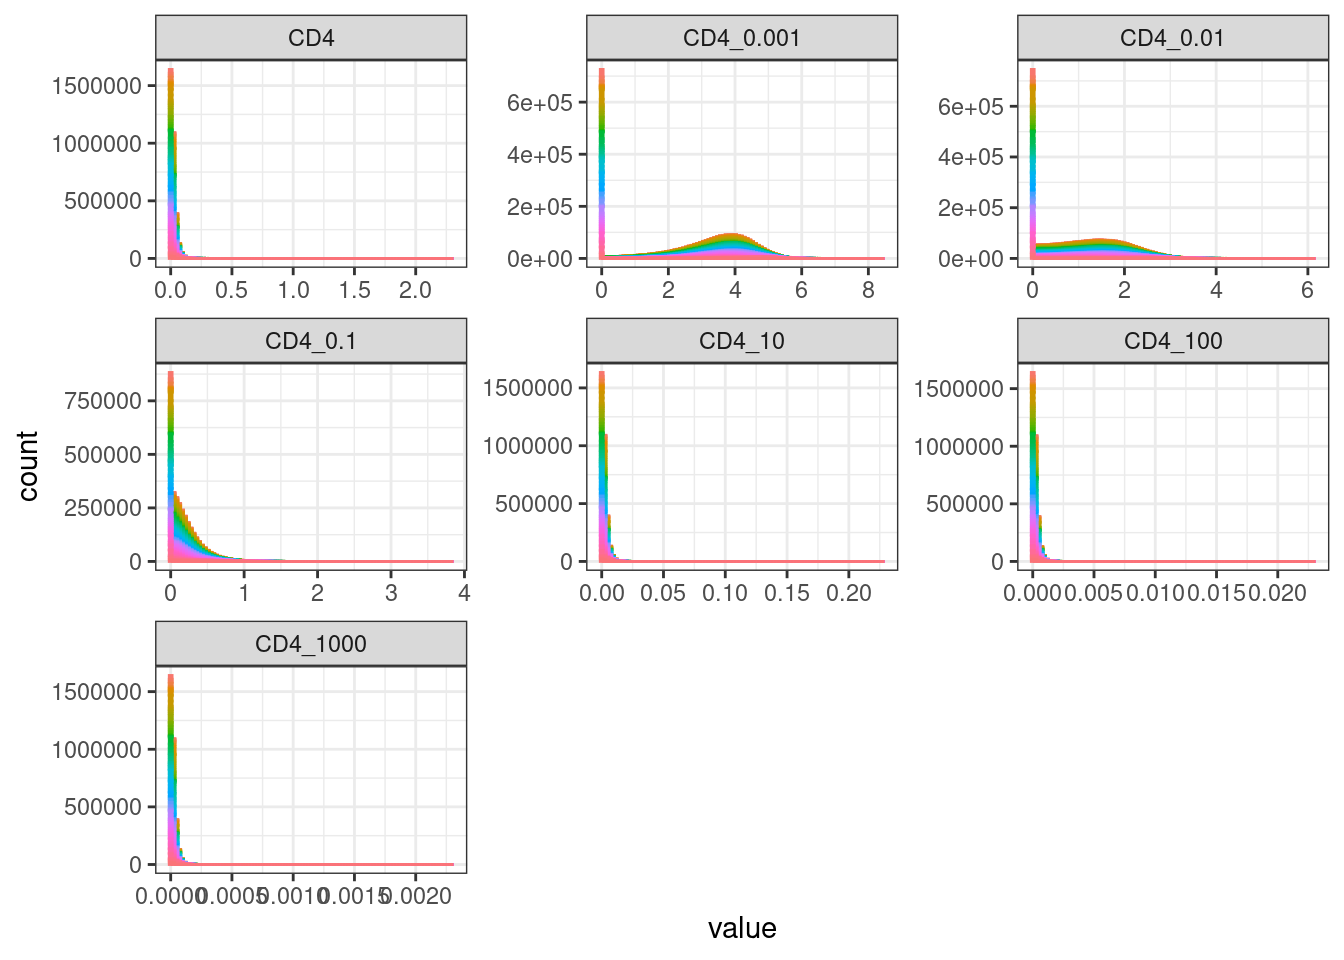 CD4 CD4_0.001 CD4_0.01
1500000
1000000
500000
0
6e+05
4e+05
2e+05
0e+00
6e+05
4e+05
2e+05
0e+00
0.0 0.5 1.0 1.5 2.0
0 2 4 6 8
0 2 4 6
CD4_0.1 CD4_10 CD4_100
750000
500000
250000
0
1500000
1000000
500000
0
1500000
1000000
500000
0
0 1 2 3 4
0.00 0.05 0.10 0.15 0.20
0.000 0.005 0.010 0.015 0.020
CD4_1000
1500000
1000000
500000
0
0.0000 0.0005 0.0010 0.0015 0.0020
count
value